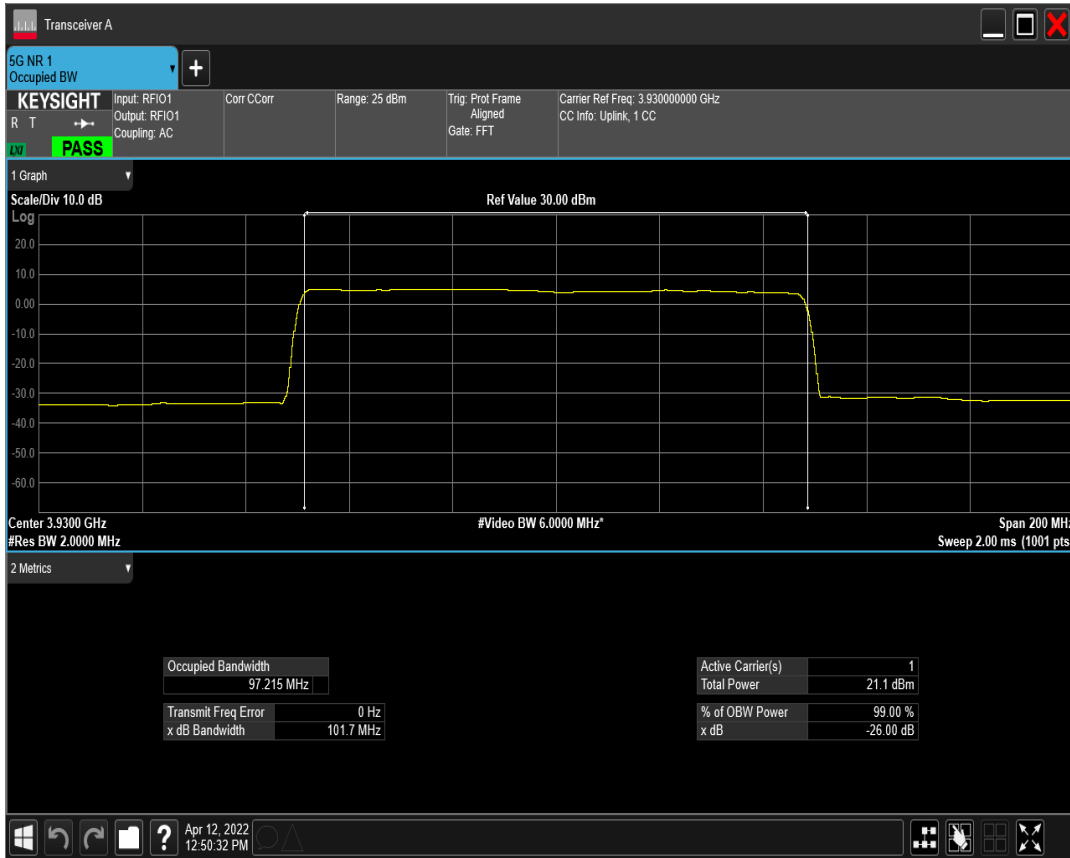 Transceiver A
5G NR 1
Occupied BW
+
KEYSIGHT
R T
LXI
PASS
Input: RFIO1
Output: RFIO1
Coupling: AC
Corr CCorr
Range: 25 dBm
Trig: Prot Frame
Aligned
Gate: FFT
Carrier Ref Freq: 3.930000000 GHz
CC Info: Uplink, 1 CC
1 Graph
Scale/Div 10.0 dB
Ref Value 30.00 dBm
Log
20.0
10.0
0.00
-10.0
-20.0
-30.0
-40.0
-50.0
-60.0
Center 3.9300 GHz
#Video BW 6.0000 MHz*
Span 200 MHz
#Res BW 2.0000 MHz
Sweep 2.00 ms (1001 pts
2 Metrics
Occupied Bandwidth
97.215 MHz
Transmit Freq Error 0 Hz
x dB Bandwidth 101.7 MHz
Active Carrier(s) 1
Total Power 21.1 dBm
% of OBW Power 99.00 %
x dB -26.00 dB
?
Apr 12, 2022
12:50:32 PM